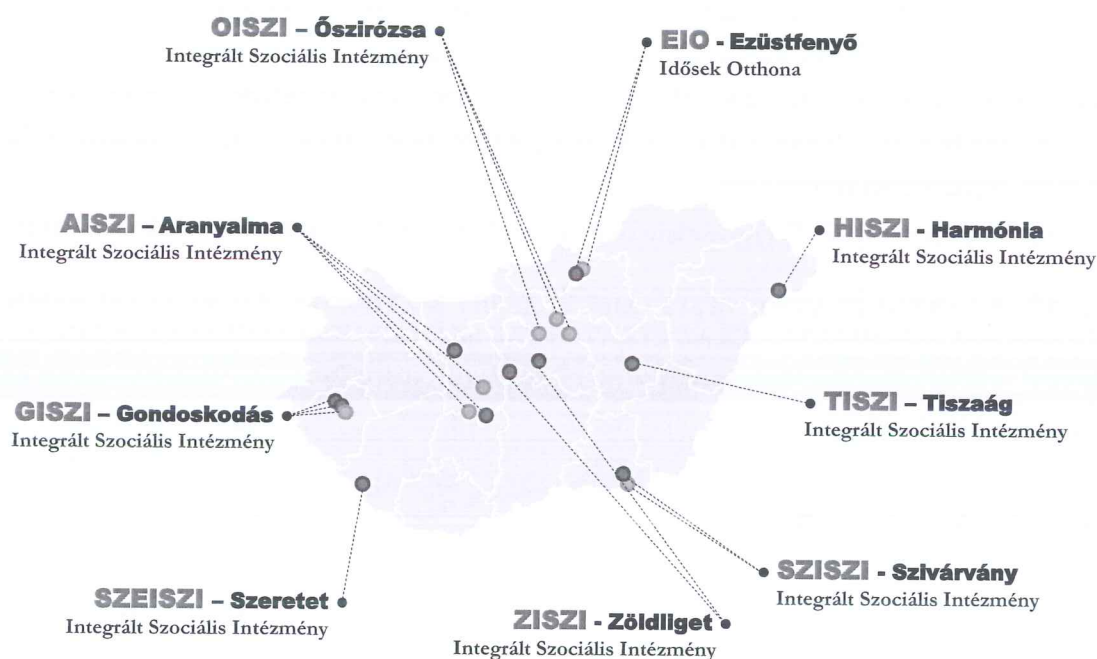 OISZI – Őszirózsa
Integrált Szociális Intézmény
EIO - Ezüstfenyő
Idősek Otthona
AISZI – Aranyalma
Integrált Szociális Intézmény
HISZI - Harmónia
Integrált Szociális Intézmény
GISZI – Gondoskodás
Integrált Szociális Intézmény
TISZI – Tiszaág
Integrált Szociális Intézmény
SZEISZI – Szeretet
Integrált Szociális Intézmény
ZISZI - Zöldliget
Integrált Szociális Intézmény
SZISZI - Szivárvány
Integrált Szociális Intézmény